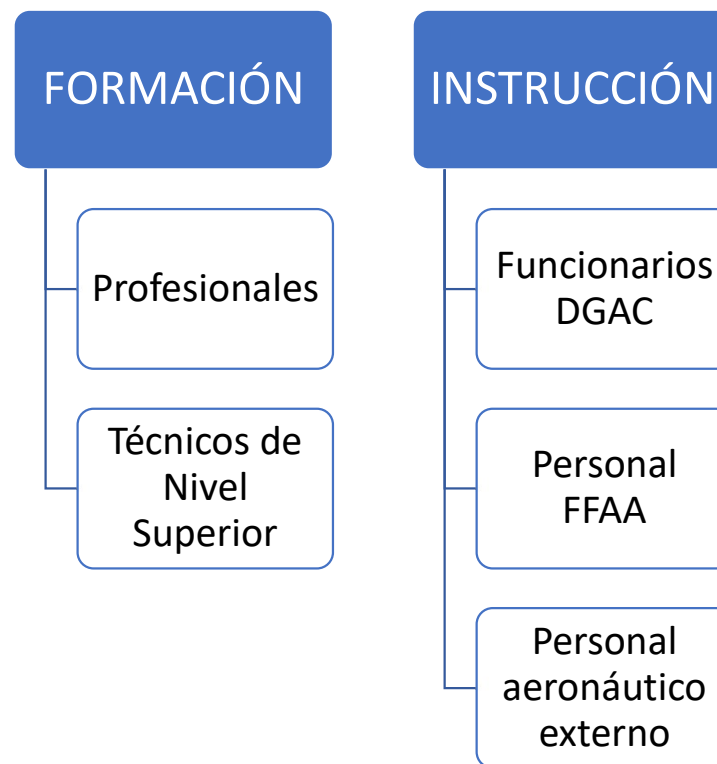 FORMACIÓN
Profesionales
Técnicos de
Nivel
Superior
INSTRUCCIÓN
Funcionarios
DGAC
Personal
FFAA
Personal
aeronáutico
externo